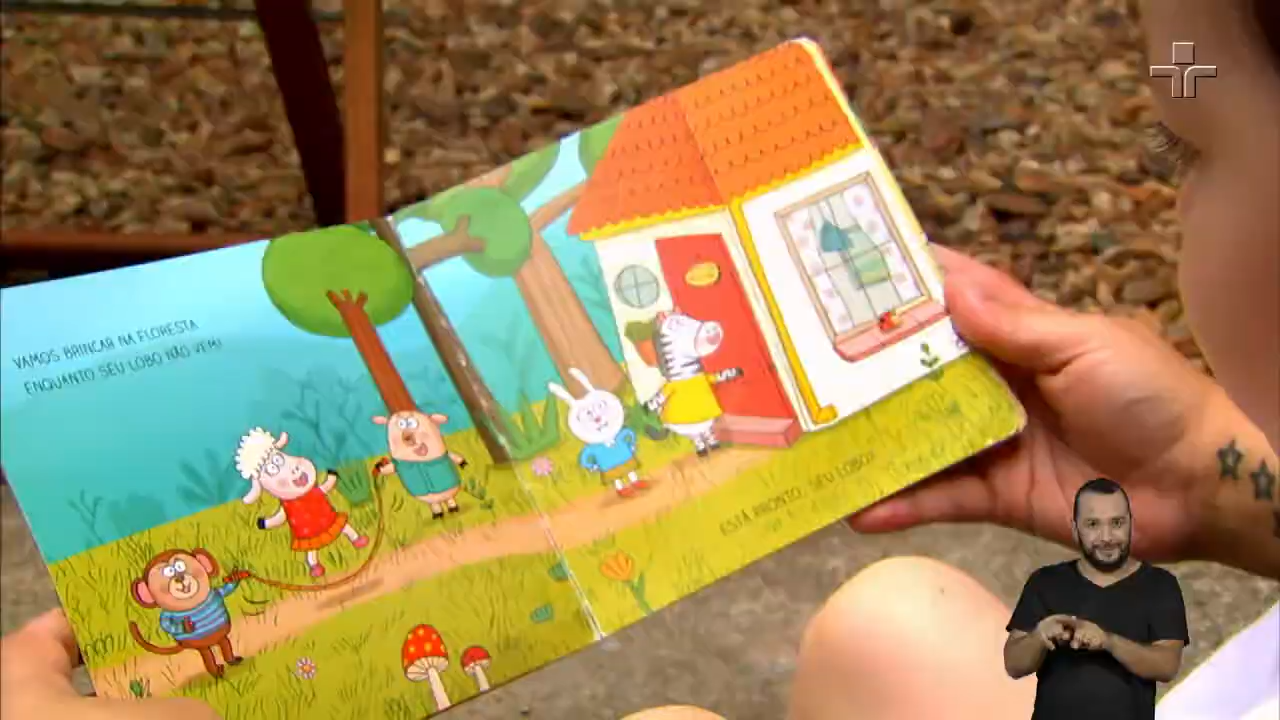 VAMOS BRINCAR NA FLORESTA
ENQUANTO SEU LOBO NÃO VEM!
ESTÁ PRONTO, SEU LOBO?